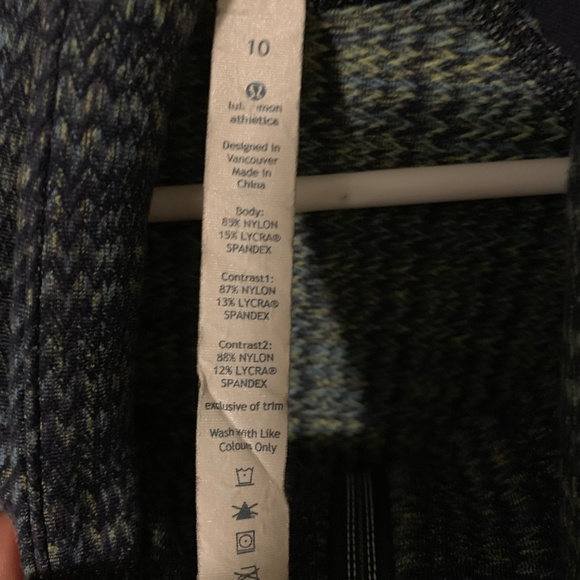 10
athletica
Designed in
Vancouver
Made in
China
Body:
85% NYLON
15% LYCRA®
SPANDEX
Contrast1:
87% NYLON
13% LYCRA®
SPANDEX
Contrast2:
88% NYLON
12% LYCRA®
SPANDEX
exclusive of trim
Wash With Like
Colours Only